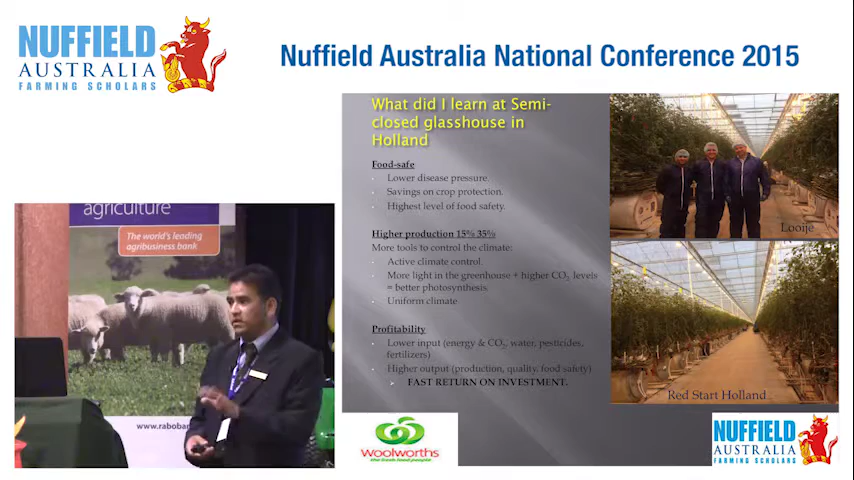 NUFFIELD
AUSTRALIA
FARMING SCHOLARS
Nuffield Australia National Conference 2015
What did I learn at Semi-
closed glasshouse in
Holland
Food-safe
Lower disease pressure.
Savings on crop protection.
Highest level of food safety.
Higher production 15% 35%
More tools to control the climate:
Active climate control.
More light in the greenhouse + higher CO2 levels
= better photosynthesis.
Uniform climate
Profitability
Lower input (energy & CO2, water, pesticides,
fertilizers)
Higher output (production, quality, food safety)
FAST RETURN ON INVESTMENT.
Looije
Red Start Holland
agriculture
The world's leading
agribusiness bank
www.raboba
woolworths
NUFFIELD
AUSTRALIA
FARMING SCHOLARS